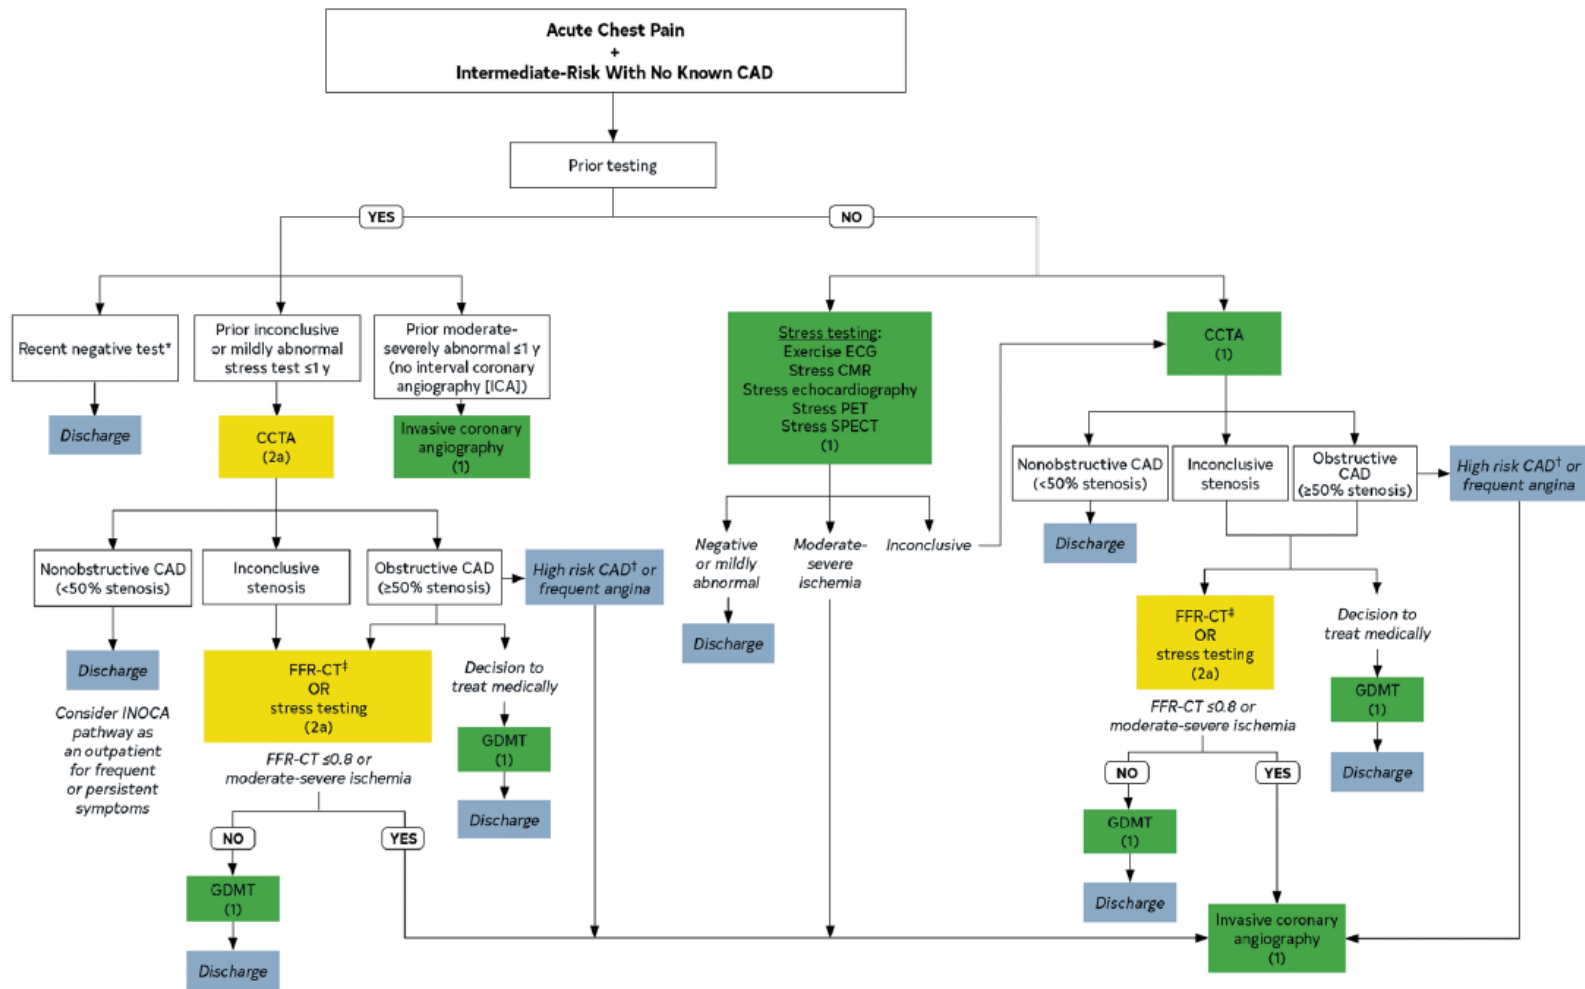 Acute Chest Pain
+
Intermediate-Risk With No Known CAD
Prior testing
YES
NO
Recent negative test*
Prior inconclusive
or mildly abnormal
stress test ≤1 y
Prior moderate-
severely abnormal ≤1 y
(no interval coronary
angiography [ICA])
Discharge
CCTA
(2a)
Invasive coronary
angiography
(1)
Nonobstructive CAD
(<50% stenosis)
Inconclusive
stenosis
Obstructive CAD
(≥50% stenosis)
High risk CAD† or
frequent angina
Discharge
Consider INOCA
pathway as
an outpatient
for frequent
or persistent
symptoms
FFR-CT‡
OR
stress testing
(2a)
Decision to
treat medically
GDMT
(1)
Discharge
FFR-CT ≤0.8 or
moderate-severe ischemia
NO
YES
GDMT
(1)
Discharge
Stress testing:
Exercise ECG
Stress CMR
Stress echocardiography
Stress PET
Stress SPECT
(1)
Negative
or mildly
abnormal
Moderate-
severe
ischemia
Inconclusive
Discharge
CCTA
(1)
Nonobstructive CAD
(<50% stenosis)
Inconclusive
stenosis
Obstructive
CAD
(≥50% stenosis)
High risk CAD† or
frequent angina
Discharge
FFR-CT‡
OR
stress testing
(2a)
Decision to
treat medically
GDMT
(1)
Discharge
FFR-CT ≤0.8 or
moderate-severe ischemia
NO
YES
GDMT
(1)
Discharge
Invasive coronary
angiography
(1)